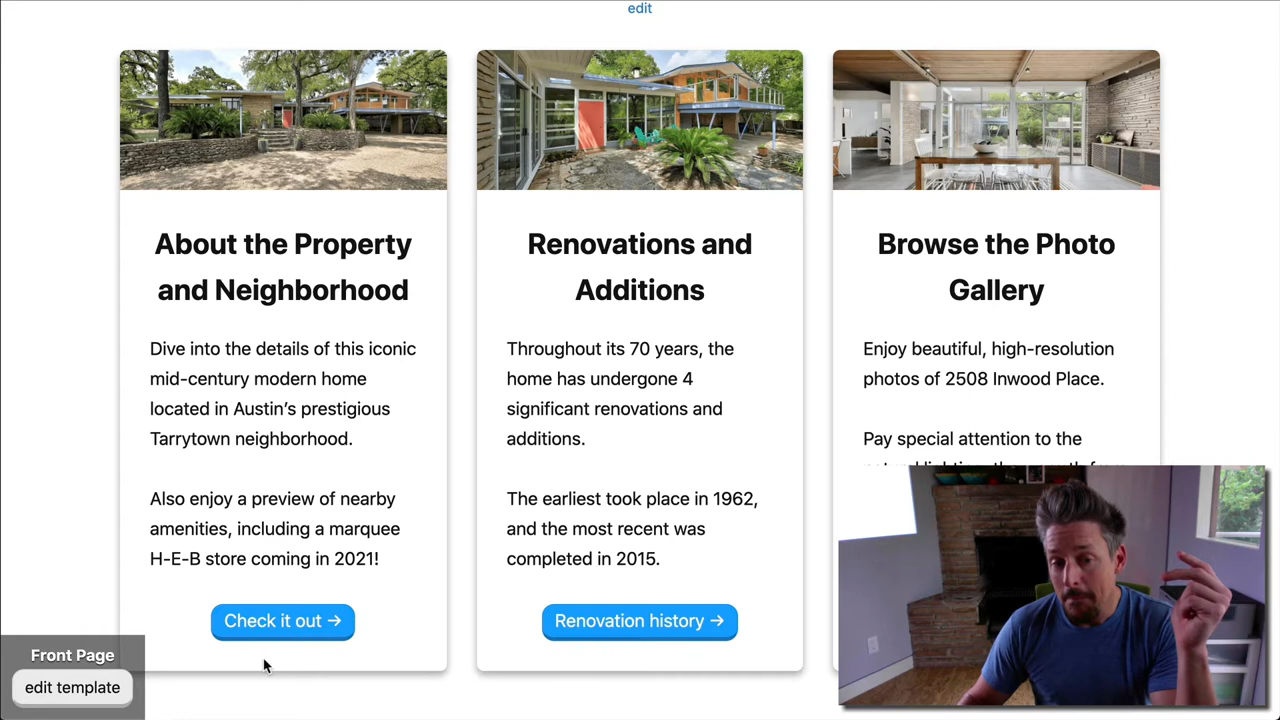 edit
About the Property
and Neighborhood
Dive into the details of this iconic
mid-century modern home
located in Austin’s prestigious
Tarrytown neighborhood.
Also enjoy a preview of nearby
amenities, including a marquee
H-E-B store coming in 2021!
Check it out →
Renovations and
Additions
Throughout its 70 years, the
home has undergone 4
significant renovations and
additions.
The earliest took place in 1962,
and the most recent was
completed in 2015.
Renovation history →
Browse the Photo
Gallery
Enjoy beautiful, high-resolution
photos of 2508 Inwood Place.
Pay special attention to the
Front Page
edit template